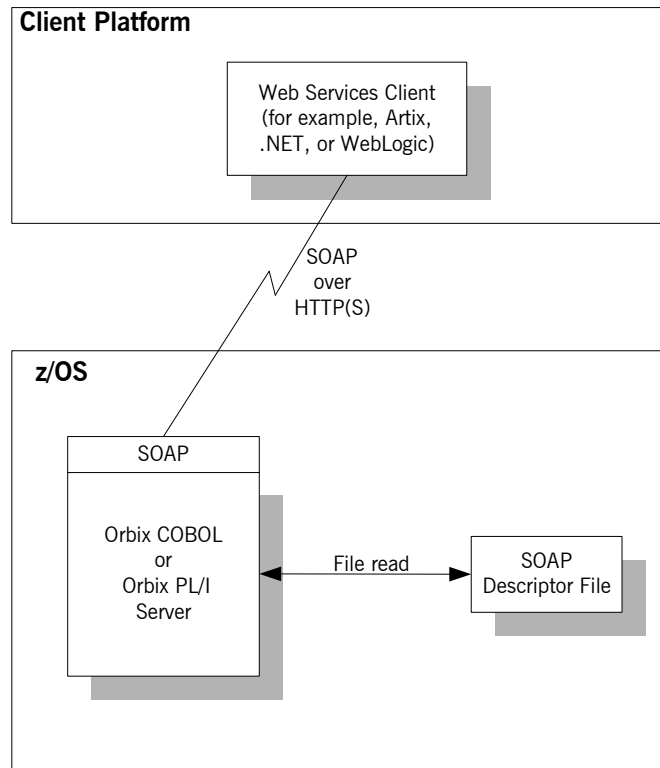 Client Platform
Web Services Client
(for example, Artix,
.NET, or WebLogic)
SOAP
over
HTTP(S)
z/OS
SOAP
Orbix COBOL
or
Orbix PL/I
Server
File read
SOAP
Descriptor File